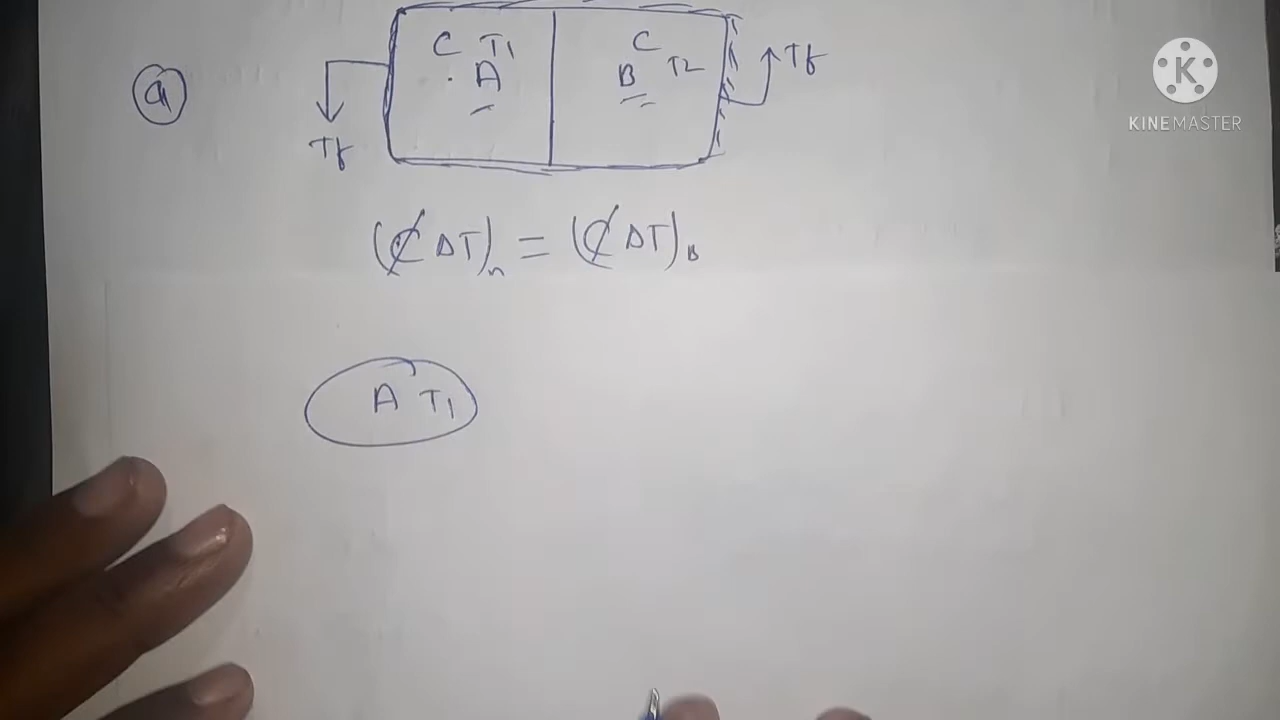 a
C T1
A
C
B T2
Tf
Tf
K
KINEMASTER
(C ΔT)A = (C ΔT)B
A T1